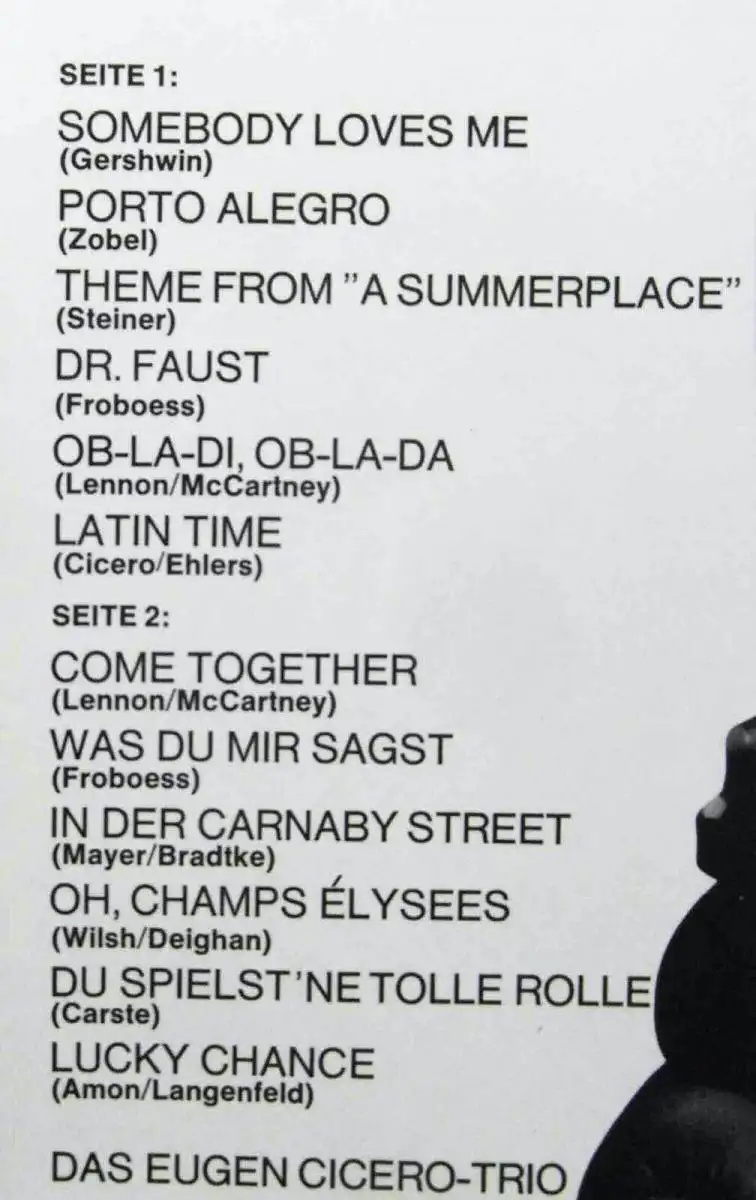 SEITE 1:
SOMEBODY LOVES ME
(Gershwin)
PORTO ALEGRO
(Zobel)
THEME FROM ”A SUMMERPLACE”
(Steiner)
DR. FAUST
(Froboess)
OB-LA-DI, OB-LA-DA
(Lennon/McCartney)
LATIN TIME
(Cicero/Ehlers)
SEITE 2:
COME TOGETHER
(Lennon/McCartney)
WAS DU MIR SAGST
(Froboess)
IN DER CARNABY STREET
(Mayer/Bradtke)
OH, CHAMPS ÉLYSEES
(Wilsh/Deighan)
DU SPIELST ’NE TOLLE ROLLE
(Carste)
LUCKY CHANCE
(Amon/Langenfeld)
DAS EUGEN CICERO-TRIO